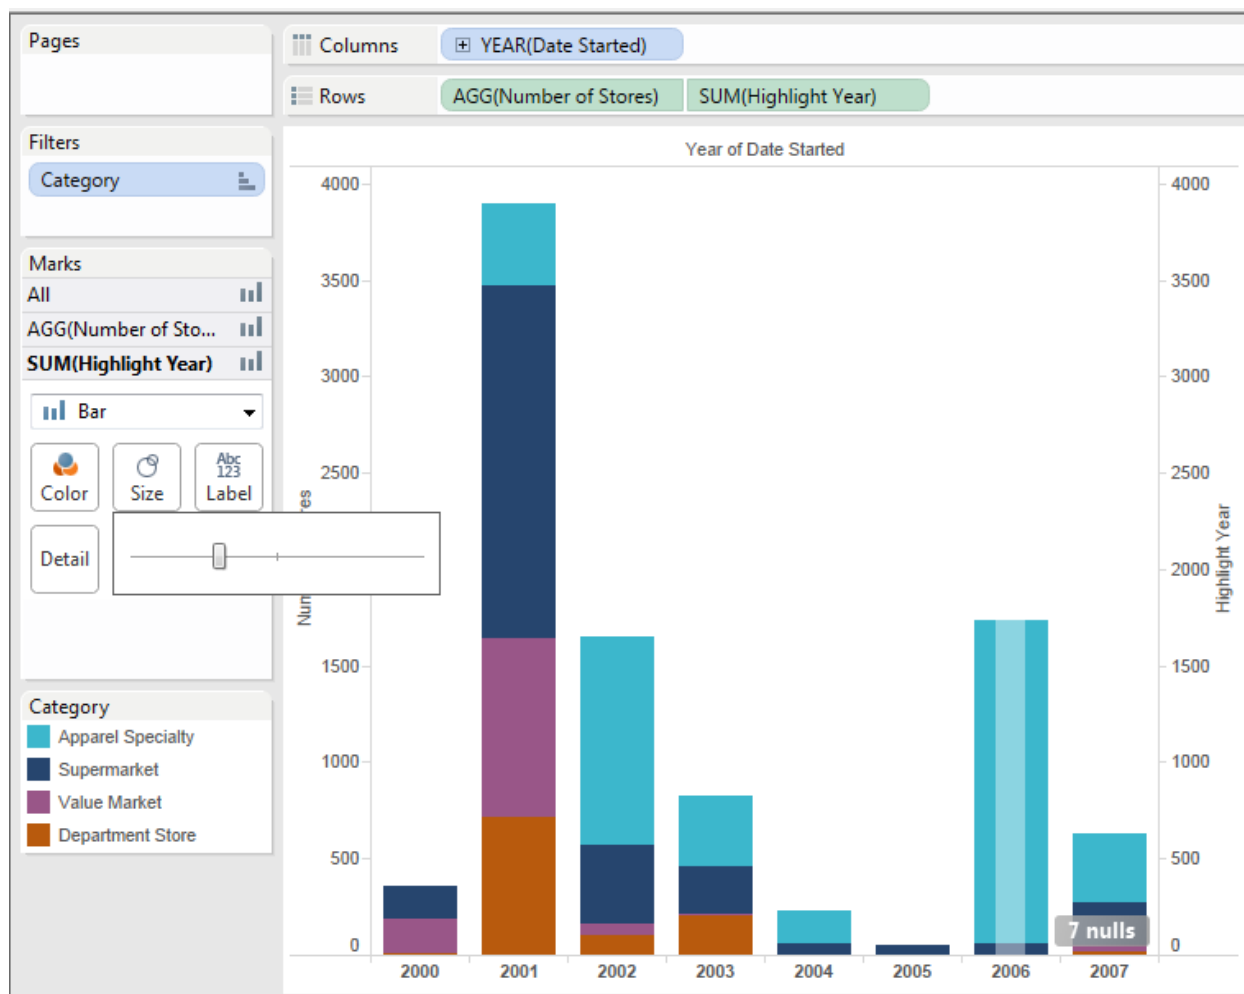 Pages
Columns
YEAR(Date Started)
Rows
AGG(Number of Stores)
SUM(Highlight Year)
Filters
Category
Marks
All
AGG(Number of Sto...
SUM(Highlight Year)
Bar
Color
Size
Abc
123
Label
Detail
Category
Apparel Specialty
Supermarket
Value Market
Department Store
Year of Date Started
4000
3500
3000
2500
1500
1000
500
0
4000
3500
3000
2500
2000
1500
1000
500
0
Highlight Year
7 nulls
2000
2001
2002
2003
2004
2005
2006
2007